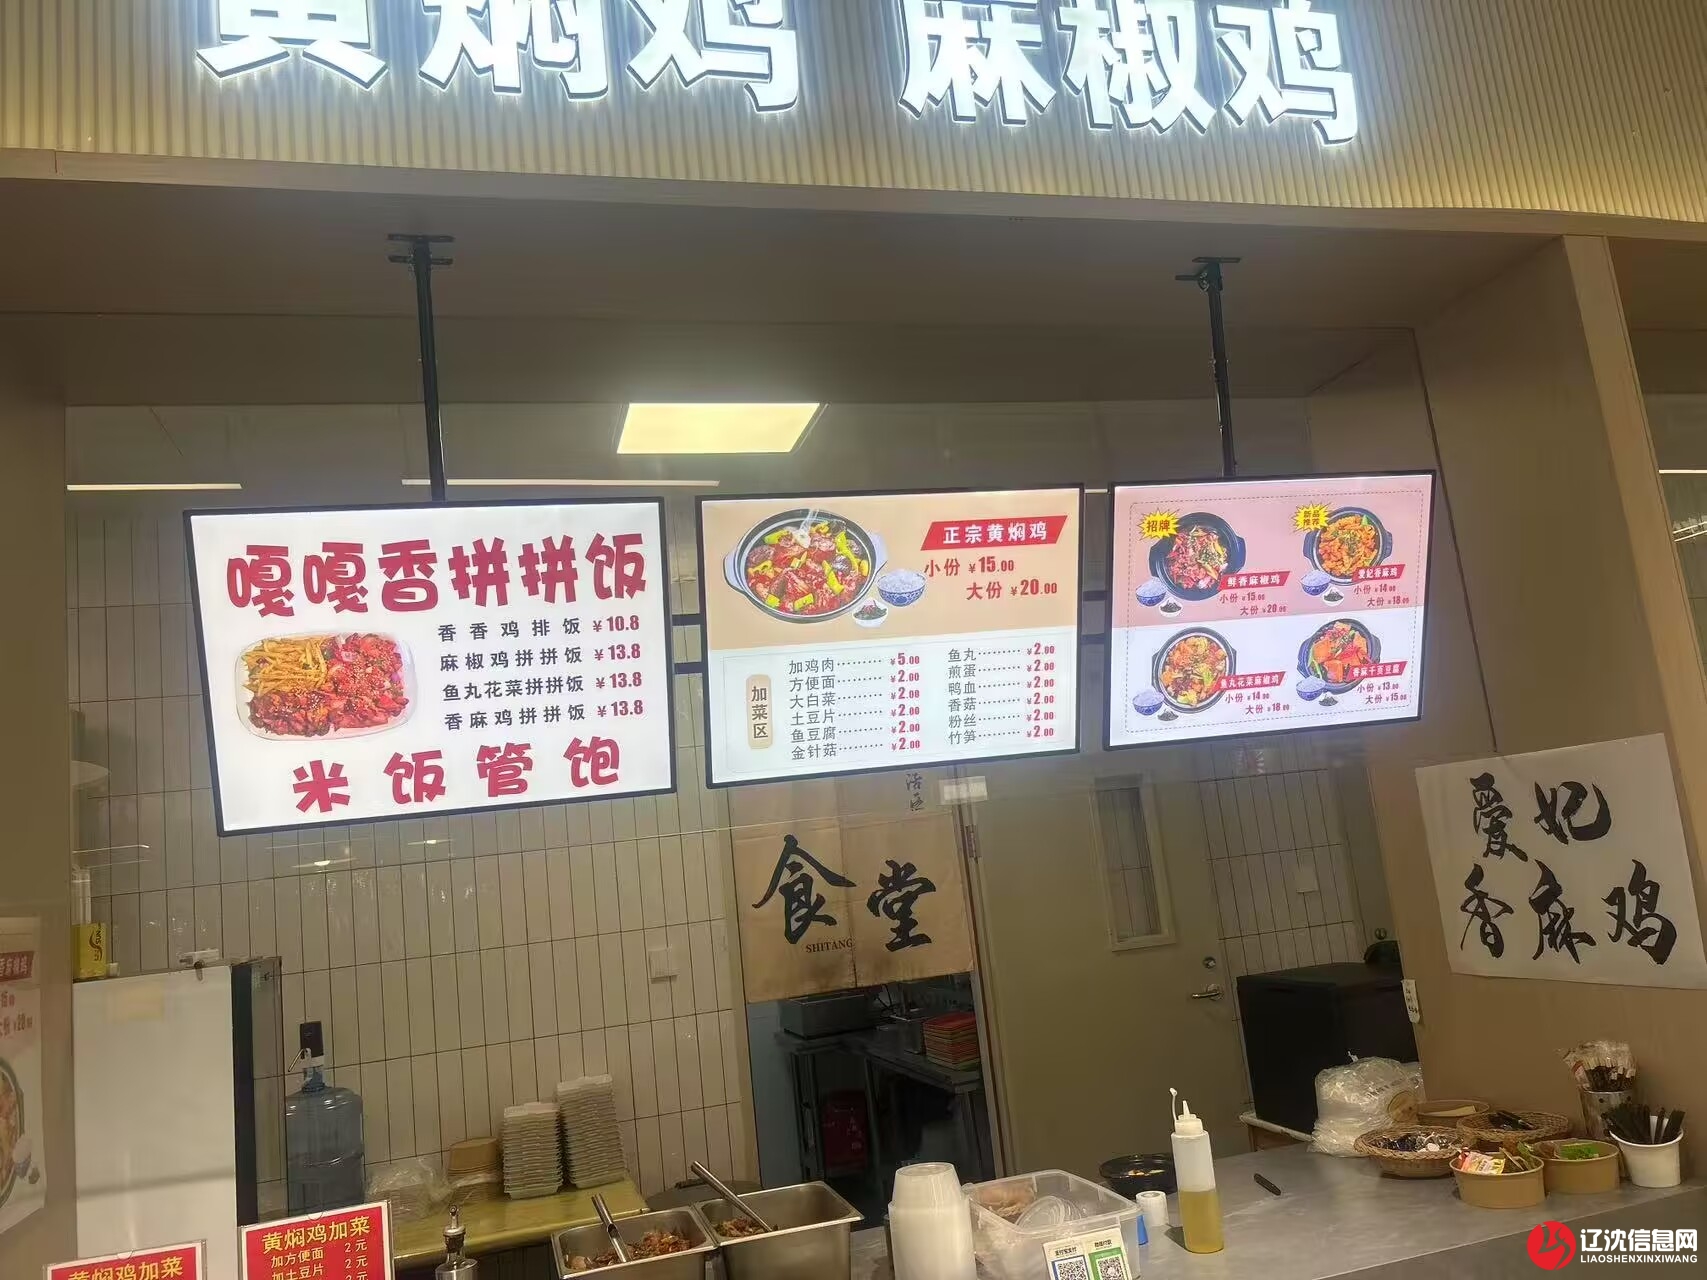 黄焖鸡 麻椒鸡
嘎嘎香拼拼饭
香香鸡排饭 ¥10.8
麻椒鸡拼拼饭 ¥13.8
鱼丸花菜拼拼饭 ¥13.8
香麻鸡拼拼饭 ¥13.8
米饭管饱
正宗黄焖鸡
小份 ¥15.00
大份 ¥20.00
加菜区
加鸡肉········ ¥5.00
方便面········ ¥2.00
大白菜········ ¥2.00
土豆片········ ¥2.00
鱼豆腐········ ¥2.00
金针菇········ ¥2.00
鱼丸········ ¥2.00
煎蛋········ ¥2.00
鸭血········ ¥2.00
香菇········ ¥2.00
粉丝········ ¥2.00
竹笋········ ¥2.00
招牌
鲜香麻椒鸡
小份 ¥15.00
大份 ¥20.00
新品
推荐
爱妃香麻鸡
小份 ¥14.00
大份 ¥18.00
鱼丸花菜麻椒鸡
小份 ¥14.00
大份 ¥18.00
香麻千页豆腐
小份 ¥13.00
大份 ¥15.00
食堂
SHITANG
爱妃
香麻鸡
黄焖鸡加菜
黄焖鸡加菜
加方便面 2元
加土豆片 2元
辽沈信息网
LIAOSHENXINXIWANG